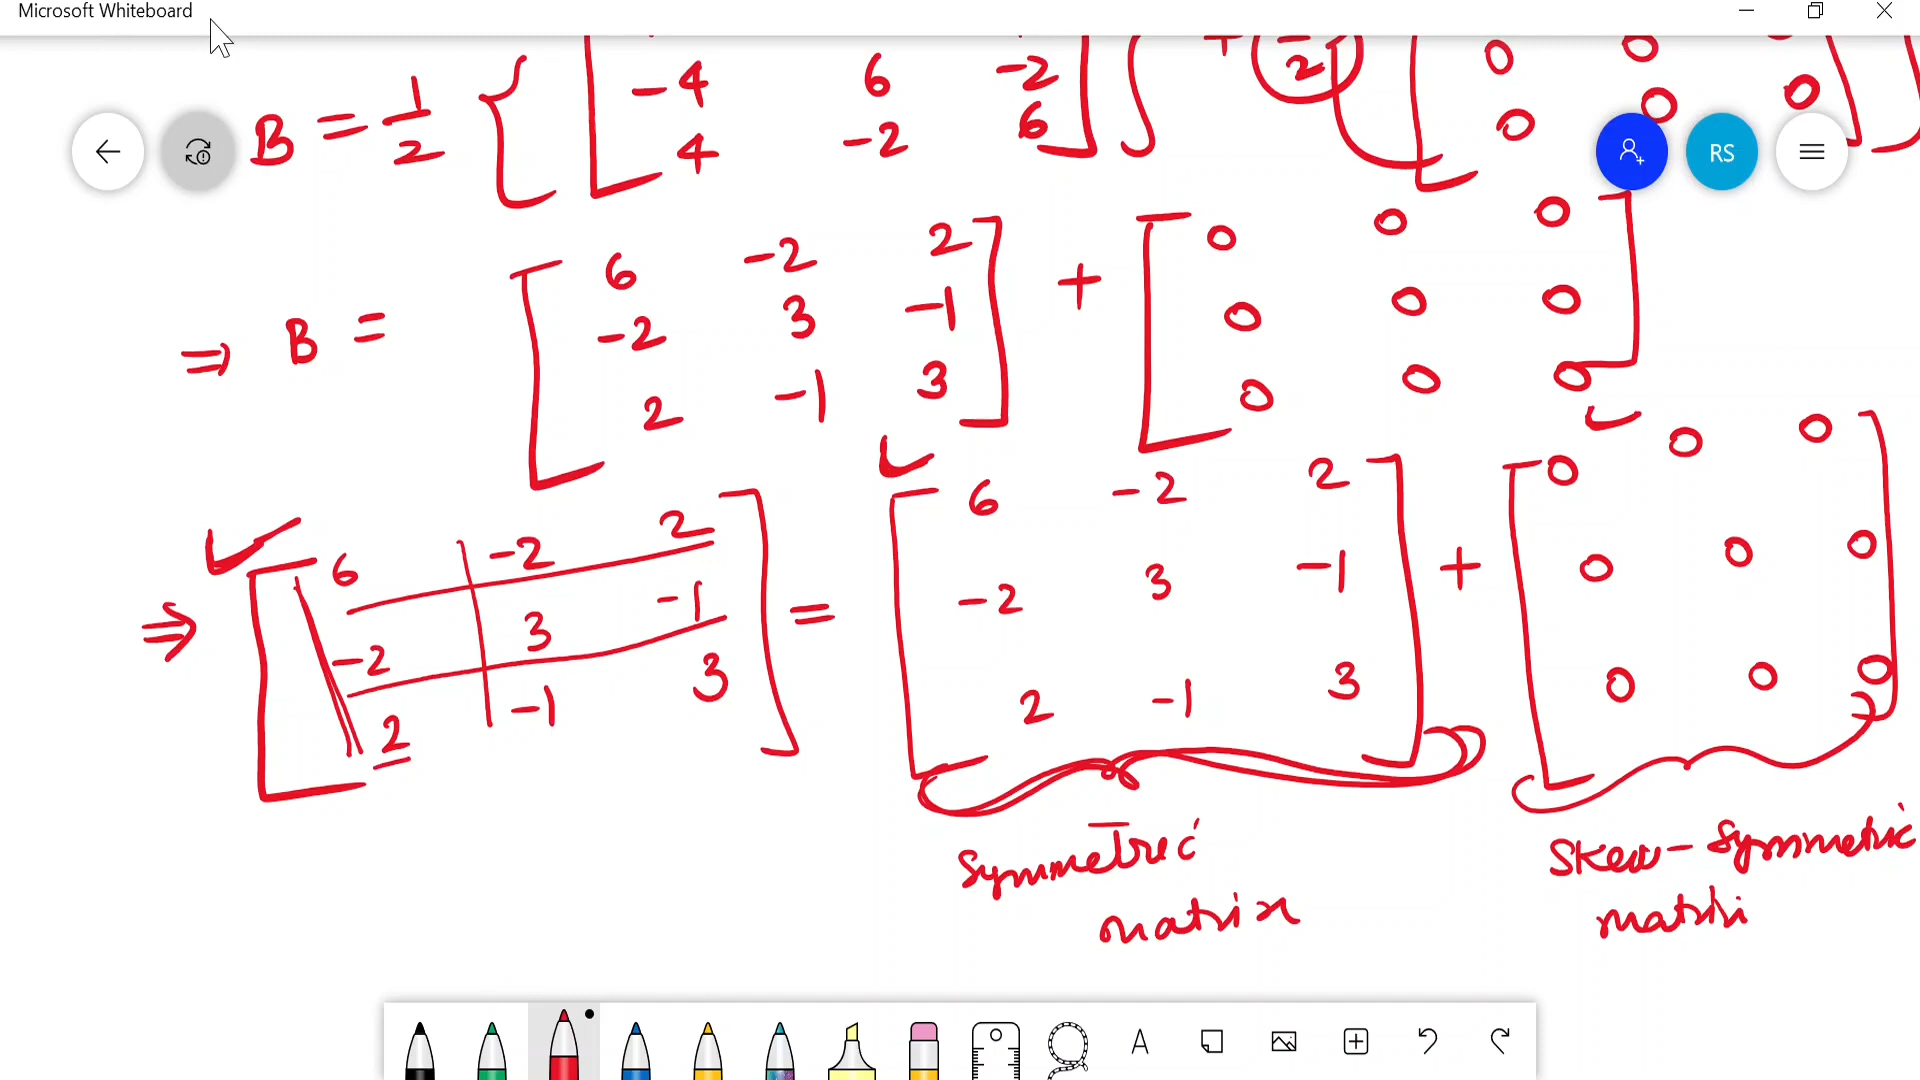 Microsoft Whiteboard
B = 1/2 { [ -4 6 -2 ] } + 1/2 { [ 0 0
4 -2 6 0 0 0
RS
⇒ B = [ 6 -2 2 ] + [ 0 0 0 ]
-2 3 -1 0 0 0
2 -1 3 0 0 0
⇒ [ 6 -2 2 ] = [ 6 -2 2 ] + [ 0 0 0 ]
-2 3 -1 -2 3 -1 0 0 0
2 -1 3 2 -1 3 0 0 0
Symmetric Skew-Symmetric
matrix matrix
A